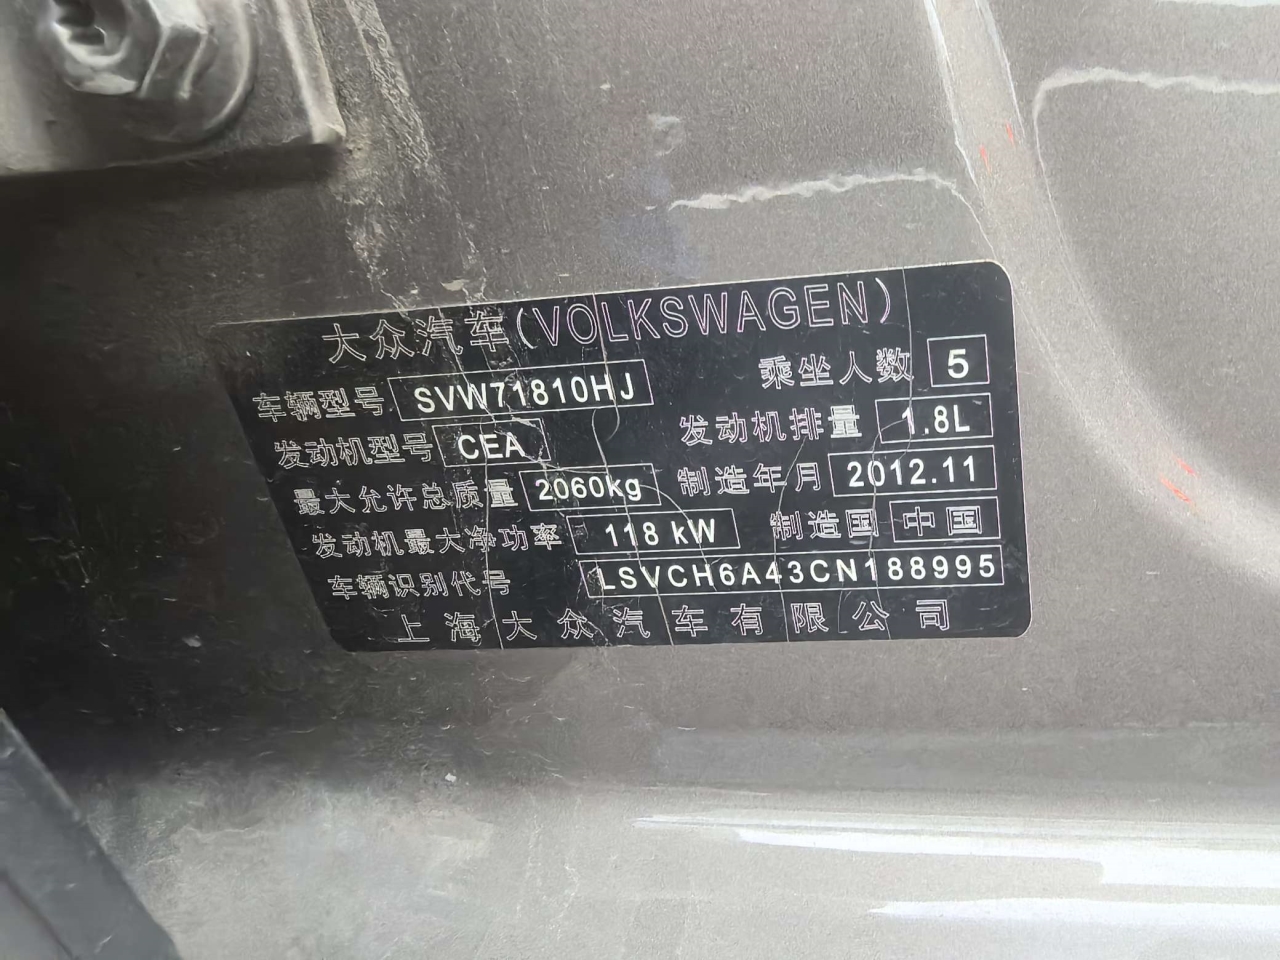 大众汽车(VOLKSWAGEN)
车辆型号 SVW71810HJ 乘坐人数 5
发动机型号 CEA 发动机排量 1.8L
最大允许总质量 2060kg 制造年月 2012.11
发动机最大净功率 118 kW 制造国 中国
车辆识别代号 LSVCH6A43CN188995
上海大众汽车有限公司